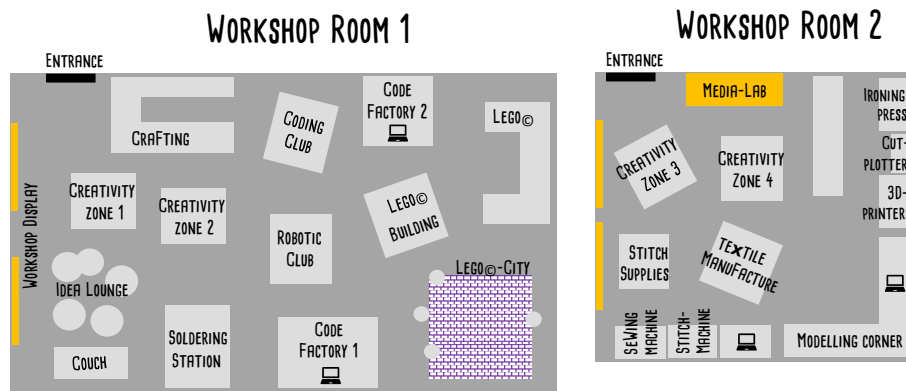 Workshop Room 1
Entrance
Crafting
Coding
Club
Code
Factory 2
Lego©
Workshop Display
Creativity
zone 1
Creativity
zone 2
Robotic
Club
Lego©
Building
Idea Lounge
Lego©-City
Couch
Soldering
Station
Code
Factory 1
Workshop Room 2
Entrance
Media-Lab
Ironing
press
Cut-
plotter
3D-
printer
Creativity
Zone 3
Creativity
Zone 4
Stitch
Supplies
Textile
Manufacture
Sewing
Machine
Stitch-
Machine
Modelling corner